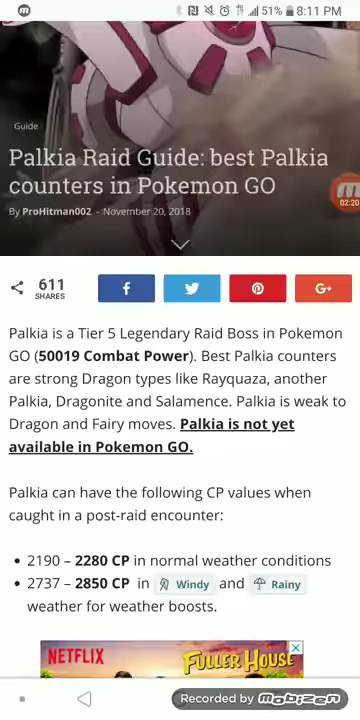 51% 8:11 PM
Guide
Palkia Raid Guide: best Palkia
counters in Pokemon GO
By ProHitman002 - November 20, 2018
02:20
611
SHARES
G+
Palkia is a Tier 5 Legendary Raid Boss in Pokemon
GO (50019 Combat Power). Best Palkia counters
are strong Dragon types like Rayquaza, another
Palkia, Dragonite and Salamence. Palkia is weak to
Dragon and Fairy moves. Palkia is not yet
available in Pokemon GO.
Palkia can have the following CP values when
caught in a post-raid encounter:
• 2190 – 2280 CP in normal weather conditions
• 2737 – 2850 CP in Windy and Rainy
weather for weather boosts.
NETFLIX FULLER HOUSE
Recorded by mobizen